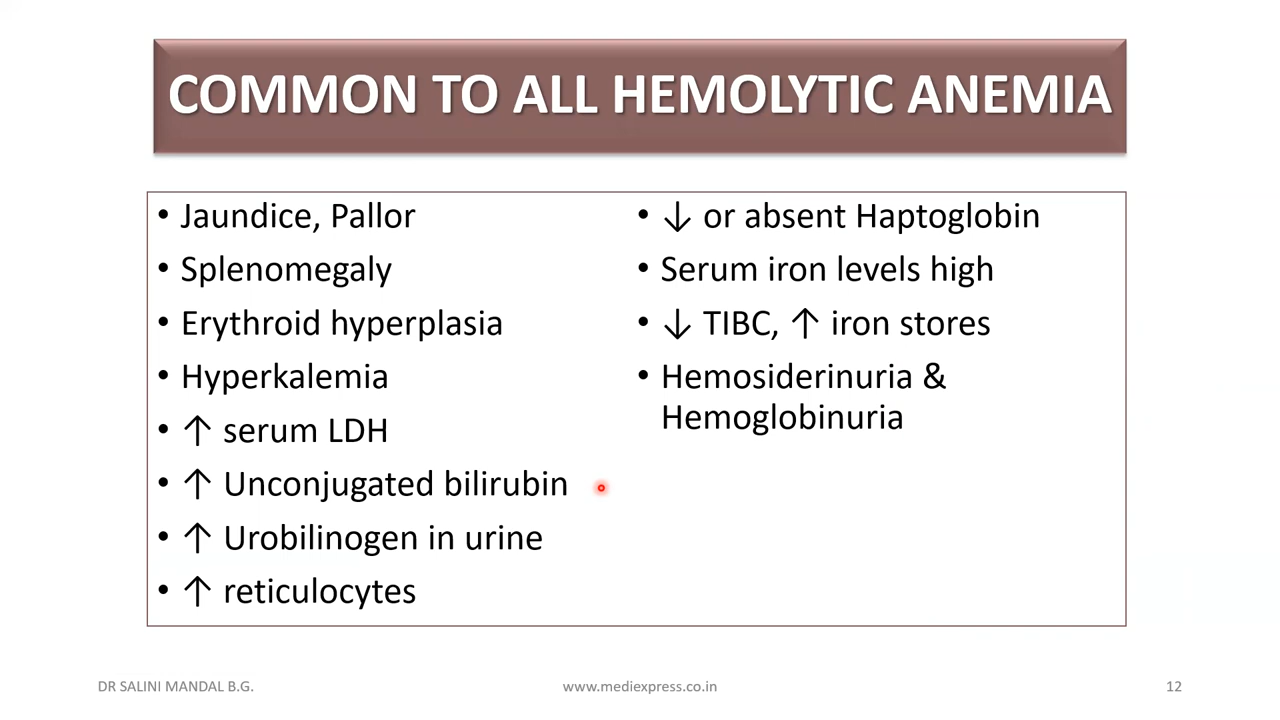 COMMON TO ALL HEMOLYTIC ANEMIA
• Jaundice, Pallor
• Splenomegaly
• Erythroid hyperplasia
• Hyperkalemia
• ↑ serum LDH
• ↑ Unconjugated bilirubin
• ↑ Urobilinogen in urine
• ↑ reticulocytes
• ↓ or absent Haptoglobin
• Serum iron levels high
• ↓ TIBC, ↑ iron stores
• Hemosiderinuria &
Hemoglobinuria
DR SALINI MANDAL B.G.
www.mediexpress.co.in
12